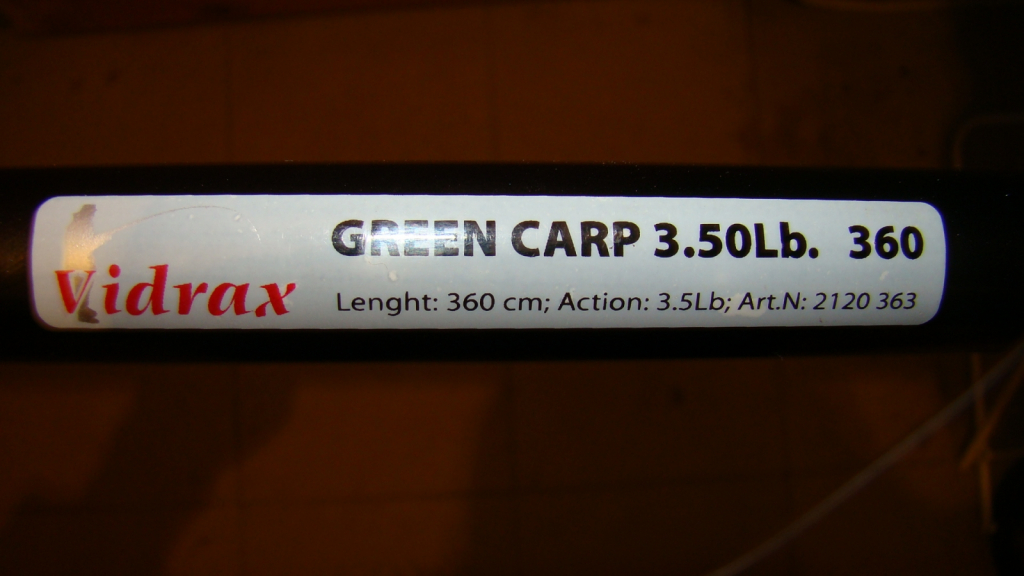 Vidrax
GREEN CARP 3.50Lb. 360
Lenght: 360 cm; Action: 3.5Lb; Art.N: 2120 363